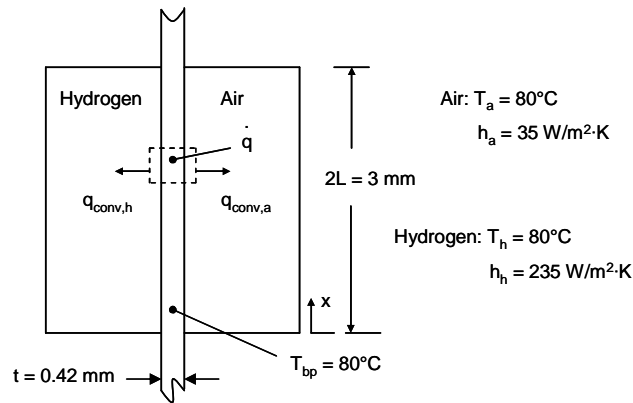 Hydrogen
Air
q̇
q_conv,h
q_conv,a
2L = 3 mm
x
T_bp = 80°C
t = 0.42 mm
Air: T_a = 80°C
h_a = 35 W/m²·K
Hydrogen: T_h = 80°C
h_h = 235 W/m²·K